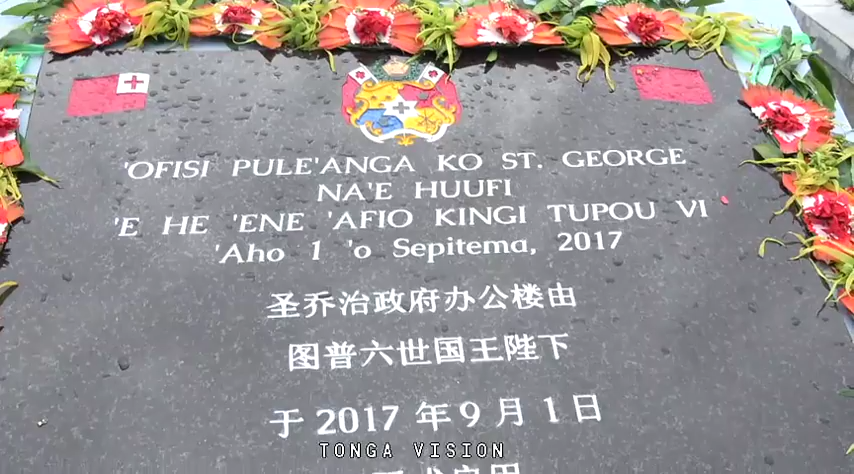 'OFISI PULE'ANGA KO ST. GEORGE
NA'E HUUFI
'E HE 'ENE 'AFIO KINGI TUPOU VI
'Aho 1 'o Sepitema, 2017
圣乔治政府办公楼由
图普六世国王陛下
于 2017 年 9 月 1 日
TONGA VISION